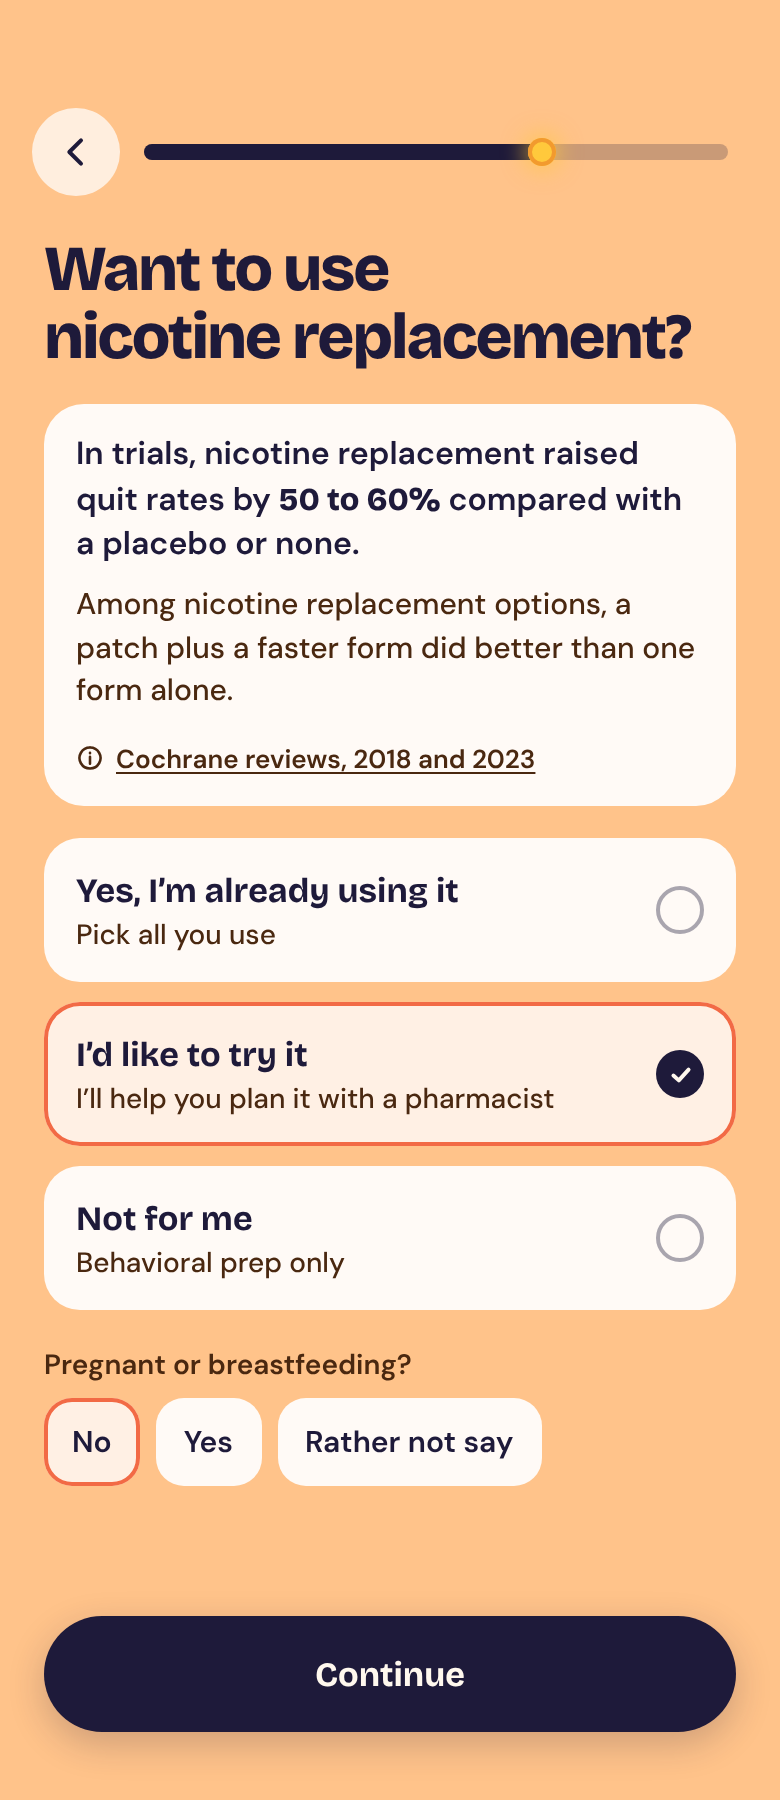 Want to use
nicotine replacement?
In trials, nicotine replacement raised
quit rates by 50 to 60% compared with
a placebo or none.
Among nicotine replacement options, a
patch plus a faster form did better than one
form alone.
Cochrane reviews, 2018 and 2023
Yes, I’m already using it
Pick all you use
I’d like to try it
I’ll help you plan it with a pharmacist
Not for me
Behavioral prep only
Pregnant or breastfeeding?
No
Yes
Rather not say
Continue